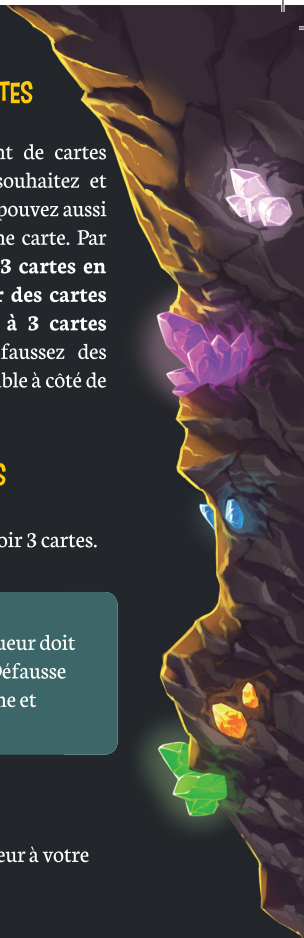 TES
nt de cartes
souhaitez et
pouvez aussi
ne carte. Par
3 cartes en
r des cartes
à 3 cartes
faussez des
ble à côté de
S
oir 3 cartes.
ueur doit
Défausse
ne et
eur à votre